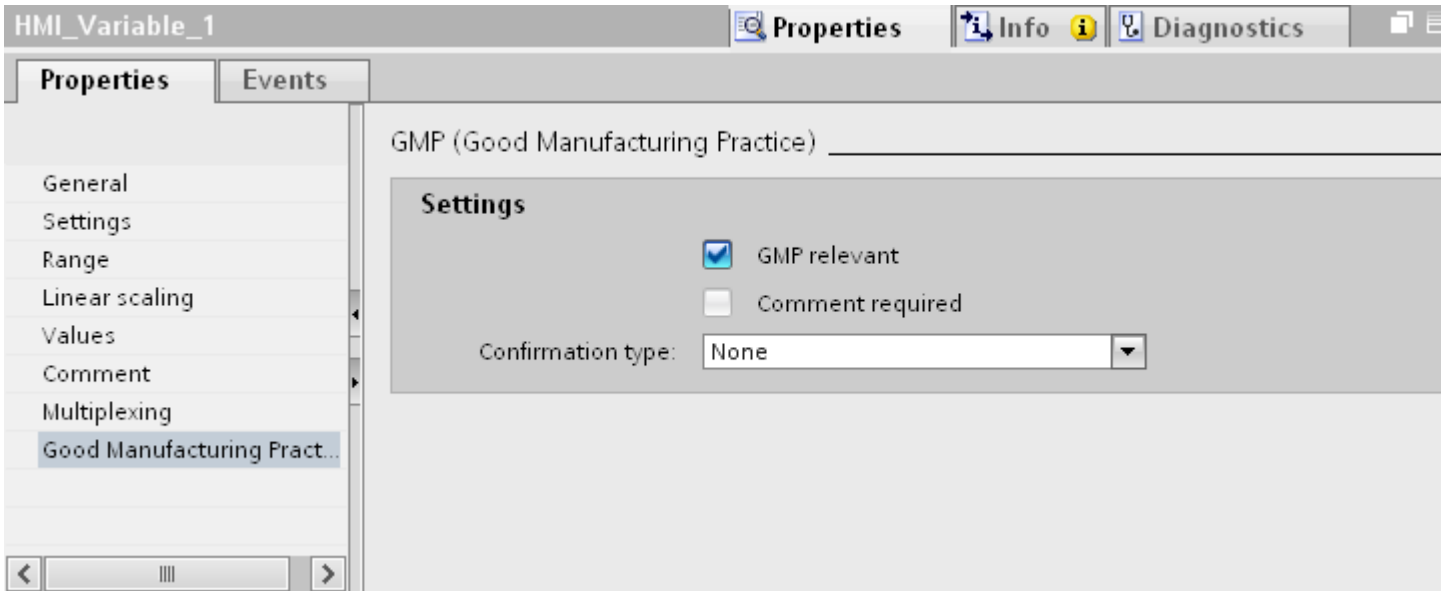 HMI_Variable_1 Properties Info Diagnostics
Properties Events
GMP (Good Manufacturing Practice)
General
Settings
Settings
GMP relevant
Range
Linear scaling
Comment required
Values
Confirmation type: None
Comment
Multiplexing
Good Manufacturing Pract...